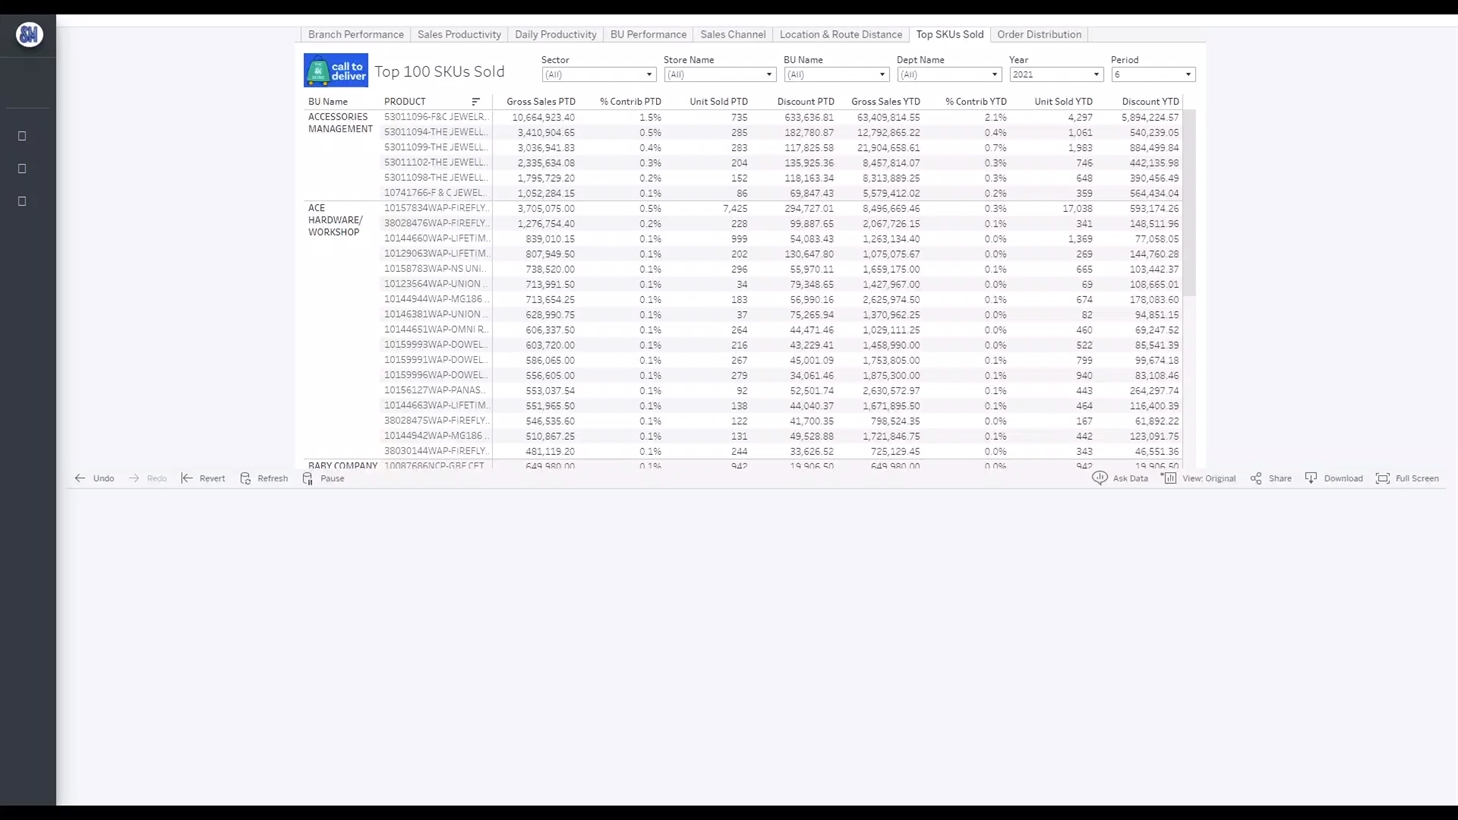 SM
Branch Performance Sales Productivity Daily Productivity BU Performance Sales Channel Location & Route Distance Top SKUs Sold Order Distribution
call to deliver Top 100 SKUs Sold
Sector Store Name BU Name Dept Name Year Period
(All) (All) (All) (All) 2021 6
BU Name PRODUCT Gross Sales PTD % Contrib PTD Unit Sold PTD Discount PTD Gross Sales YTD % Contrib YTD Unit Sold YTD Discount YTD
ACCESSORIES MANAGEMENT 53011096-F&C JEWELR.. 10,664,923.40 1.5% 735 633,636.81 63,409,814.55 2.1% 4,297 5,894,224.57
53011094-THE JEWELL.. 3,410,904.65 0.5% 285 182,780.87 12,792,865.22 0.4% 1,061 540,239.05
53011099-THE JEWELL.. 3,036,941.83 0.4% 283 117,825.58 21,904,658.61 0.7% 1,983 884,499.84
53011102-THE JEWELL.. 2,335,634.08 0.3% 204 135,925.36 8,457,814.07 0.3% 746 442,135.98
53011098-THE JEWELL.. 1,795,729.20 0.2% 152 118,163.34 8,313,889.25 0.3% 648 390,456.49
10741766-F & C JEWEL.. 1,052,284.15 0.1% 86 69,847.43 5,579,412.02 0.2% 359 564,434.04
ACE HARDWARE/ WORKSHOP 10157834WAP-FIREFLY.. 3,705,075.00 0.5% 7,425 294,727.01 8,496,669.46 0.3% 17,038 593,174.26
38028476WAP-FIREFLY.. 1,276,754.40 0.2% 228 99,887.65 2,067,726.15 0.1% 341 148,511.96
10144660WAP-LIFETIM.. 839,010.15 0.1% 999 54,083.43 1,263,134.40 0.0% 1,369 77,058.05
10129063WAP-LIFETIM.. 807,949.50 0.1% 202 130,647.80 1,075,075.67 0.0% 269 144,760.28
10158783WAP-NS UNI.. 738,520.00 0.1% 296 55,970.11 1,659,175.00 0.1% 665 103,442.37
10123564WAP-UNION .. 713,991.50 0.1% 34 79,348.65 1,427,967.00 0.0% 69 108,665.01
10144944WAP-MG186 .. 713,654.25 0.1% 183 56,990.16 2,625,974.50 0.1% 674 178,083.60
10146381WAP-UNION .. 628,990.75 0.1% 37 75,265.94 1,370,962.25 0.0% 82 94,851.15
10144651WAP-OMNI R.. 606,337.50 0.1% 264 44,471.46 1,029,111.25 0.0% 460 69,247.52
10159993WAP-DOWEL.. 603,720.00 0.1% 216 43,229.41 1,458,990.00 0.0% 522 85,541.39
10159991WAP-DOWEL.. 586,065.00 0.1% 267 45,001.09 1,753,805.00 0.1% 799 99,674.18
10159996WAP-DOWEL.. 556,605.00 0.1% 279 34,061.46 1,875,300.00 0.1% 940 83,108.46
10156127WAP-PANAS.. 553,037.54 0.1% 92 52,501.74 2,630,572.97 0.1% 443 264,297.74
10144663WAP-LIFETIM.. 551,965.50 0.1% 138 44,040.37 1,671,895.50 0.1% 464 116,400.39
38028475WAP-FIREFLY.. 546,535.60 0.1% 122 41,700.35 798,524.35 0.0% 167 61,892.22
10144942WAP-MG186 .. 510,867.25 0.1% 131 49,528.88 1,721,846.75 0.1% 442 123,091.75
38030144WAP-FIREFLY.. 481,119.20 0.1% 244 33,626.52 725,129.45 0.0% 343 46,551.36
BABY COMPANY 649,980.00 0.1% 942 19,906.50 649,980.00 0.0% 942 19,906.50
Undo Redo Revert Refresh Pause Ask Data View: Original Share Download Full Screen